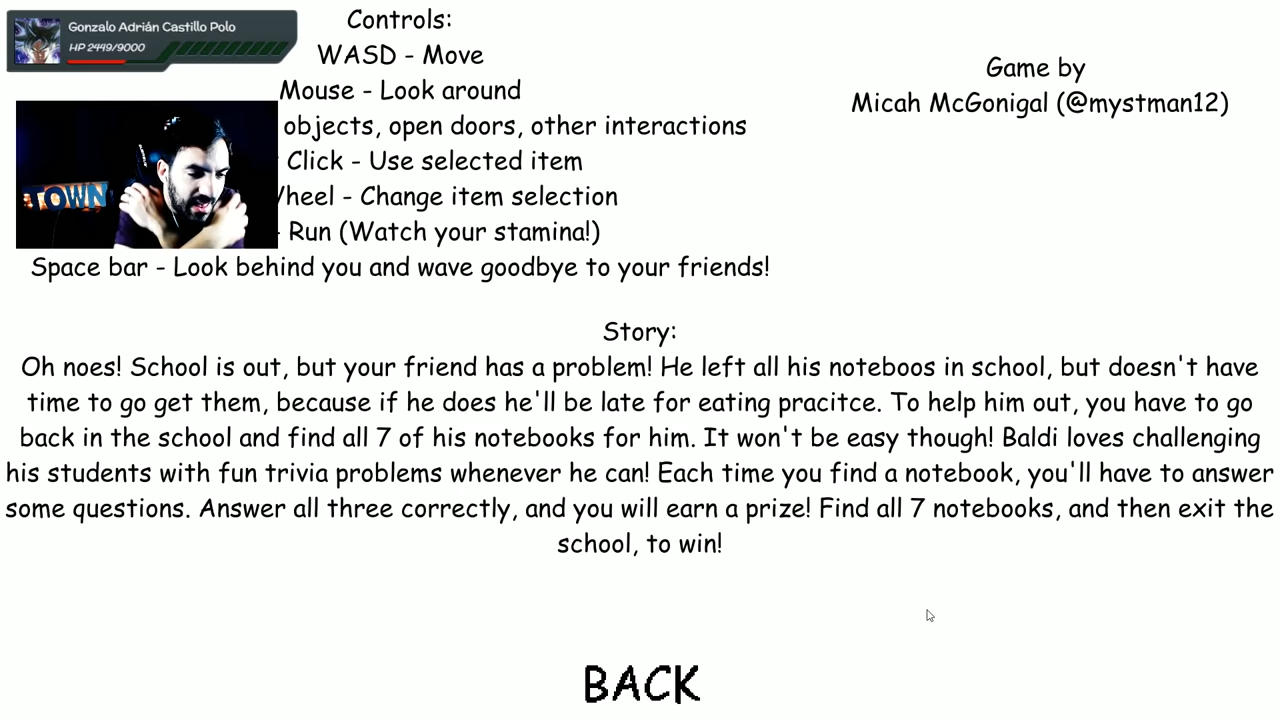 Gonzalo Adrián Castillo Polo
HP 2449/9000
TOWN
Controls:
WASD - Move
Mouse - Look around
objects, open doors, other interactions
Click - Use selected item
heel - Change item selection
- Run (Watch your stamina!)
Space bar - Look behind you and wave goodbye to your friends!
Game by
Micah McGonigal (@mystman12)
Story:
Oh noes! School is out, but your friend has a problem! He left all his noteboos in school, but doesn't have
time to go get them, because if he does he'll be late for eating pracitce. To help him out, you have to go
back in the school and find all 7 of his notebooks for him. It won't be easy though! Baldi loves challenging
his students with fun trivia problems whenever he can! Each time you find a notebook, you'll have to answer
some questions. Answer all three correctly, and you will earn a prize! Find all 7 notebooks, and then exit the
school, to win!
BACK